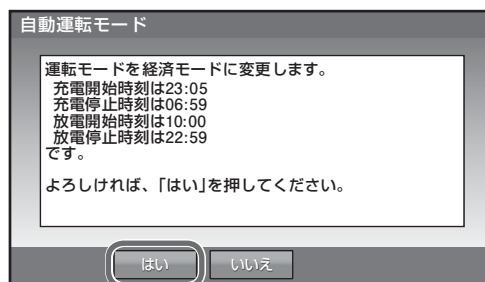 自動運転モード
運転モードを経済モードに変更します。
充電開始時刻は23:05
充電停止時刻は06:59
放電開始時刻は10:00
放電停止時刻は22:59
です。
よろしければ、「はい」を押してください。
はい いいえ